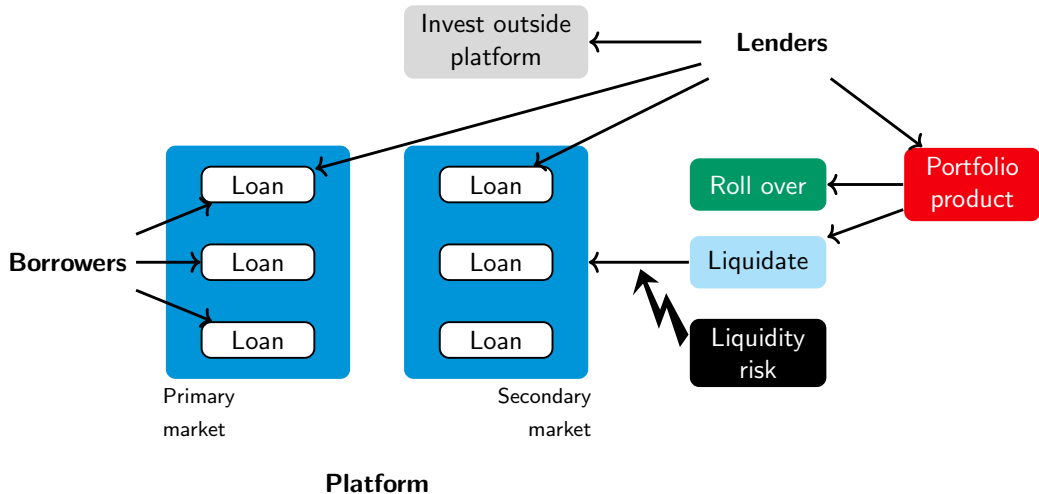 Invest outside
platform
Lenders
Loan
Loan
Roll over
Portfolio
product
Borrowers
Loan
Loan
Liquidate
Loan
Loan
Liquidity
risk
Primary
market
Secondary
market
Platform